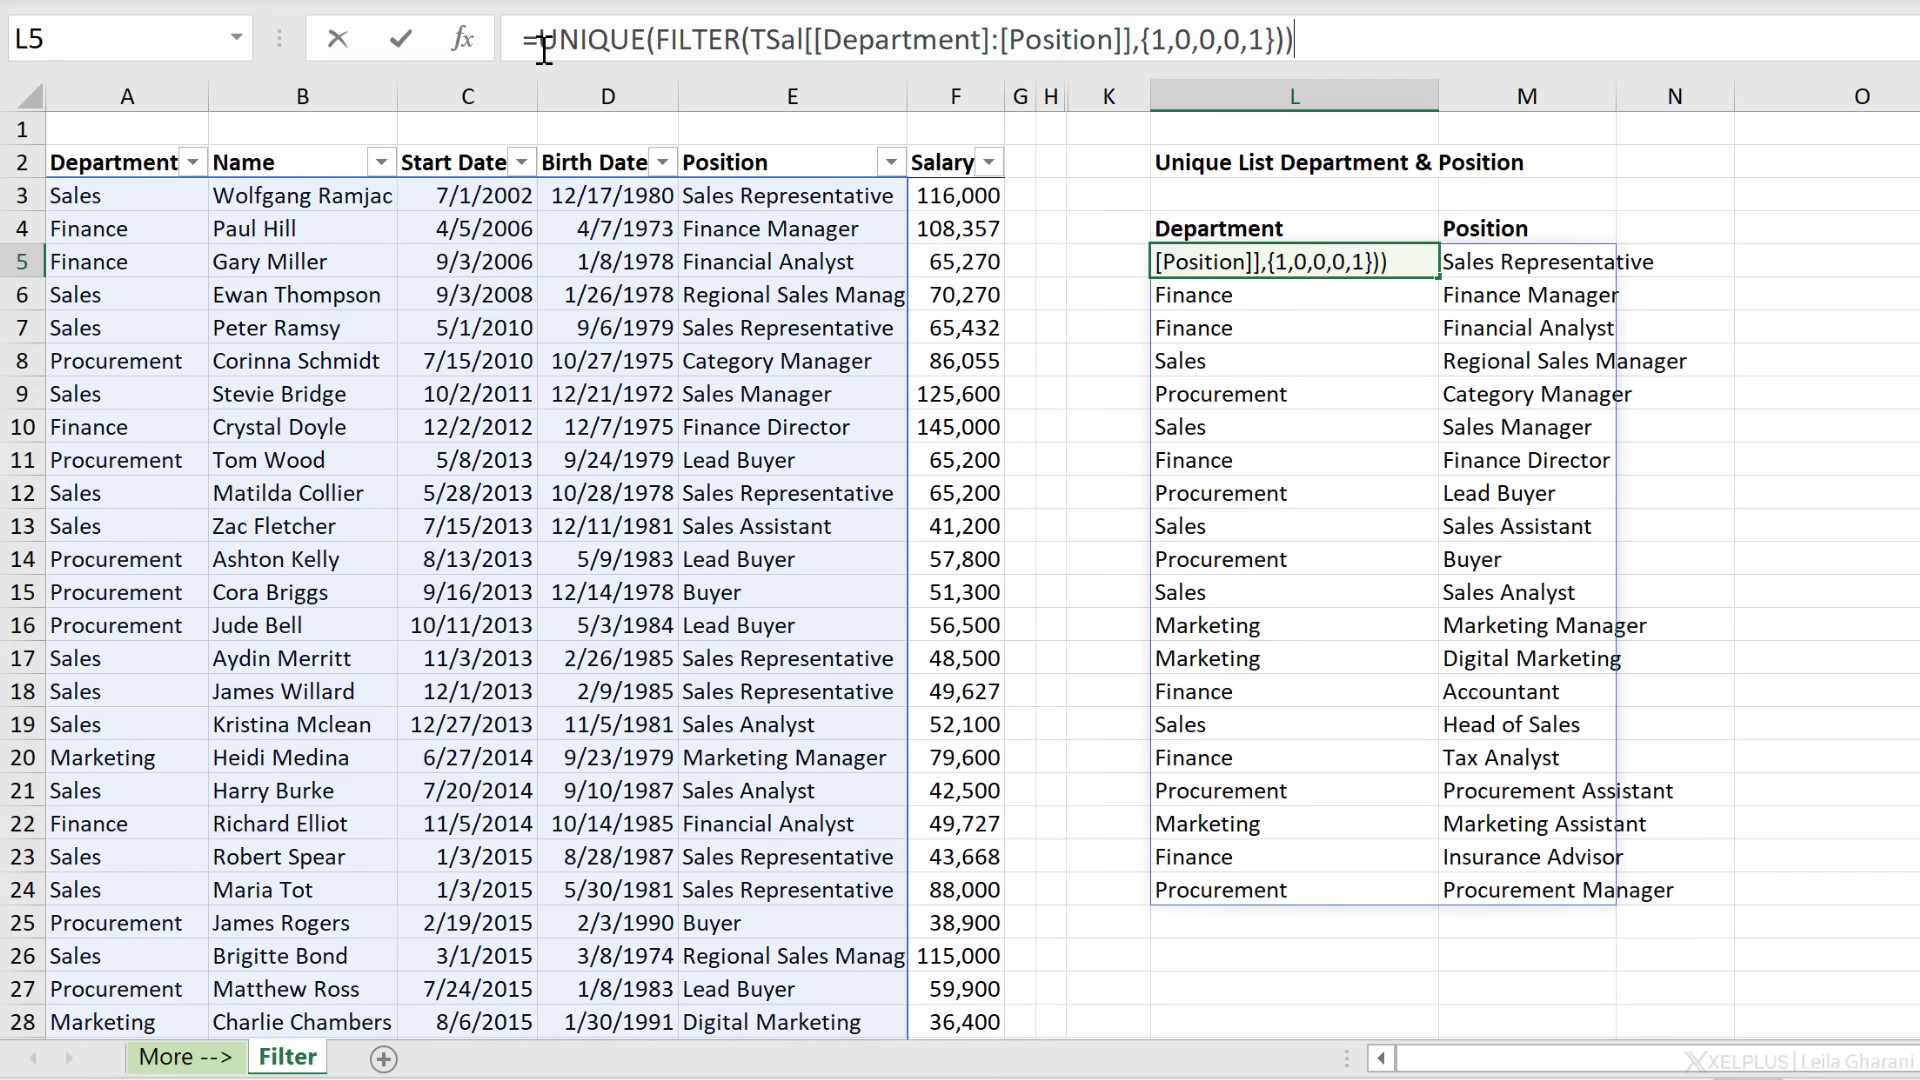 L5 fx =UNIQUE(FILTER(TSal[[Department]:[Position]],{1,0,0,0,1}))
A B C D E F G H K L M N O
1
2 Department Name Start Date Birth Date Position Salary Unique List Department & Position
3 Sales Wolfgang Ramjac 7/1/2002 12/17/1980 Sales Representative 116,000
4 Finance Paul Hill 4/5/2006 4/7/1973 Finance Manager 108,357 Department Position
5 Finance Gary Miller 9/3/2006 1/8/1978 Financial Analyst 65,270 [Position]],{1,0,0,0,1})) Sales Representative
6 Sales Ewan Thompson 9/3/2008 1/26/1978 Regional Sales Manag 70,270 Finance Finance Manager
7 Sales Peter Ramsy 5/1/2010 9/6/1979 Sales Representative 65,432 Finance Financial Analyst
8 Procurement Corinna Schmidt 7/15/2010 10/27/1975 Category Manager 86,055 Sales Regional Sales Manager
9 Sales Stevie Bridge 10/2/2011 12/21/1972 Sales Manager 125,600 Procurement Category Manager
10 Finance Crystal Doyle 12/2/2012 12/7/1975 Finance Director 145,000 Sales Sales Manager
11 Procurement Tom Wood 5/8/2013 9/24/1979 Lead Buyer 65,200 Finance Finance Director
12 Sales Matilda Collier 5/28/2013 10/28/1978 Sales Representative 65,200 Procurement Lead Buyer
13 Sales Zac Fletcher 7/15/2013 12/11/1981 Sales Assistant 41,200 Sales Sales Assistant
14 Procurement Ashton Kelly 8/13/2013 5/9/1983 Lead Buyer 57,800 Procurement Buyer
15 Procurement Cora Briggs 9/16/2013 12/14/1978 Buyer 51,300 Sales Sales Analyst
16 Procurement Jude Bell 10/11/2013 5/3/1984 Lead Buyer 56,500 Marketing Marketing Manager
17 Sales Aydin Merritt 11/3/2013 2/26/1985 Sales Representative 48,500 Marketing Digital Marketing
18 Sales James Willard 12/1/2013 2/9/1985 Sales Representative 49,627 Finance Accountant
19 Sales Kristina Mclean 12/27/2013 11/5/1981 Sales Analyst 52,100 Sales Head of Sales
20 Marketing Heidi Medina 6/27/2014 9/23/1979 Marketing Manager 79,600 Finance Tax Analyst
21 Sales Harry Burke 7/20/2014 9/10/1987 Sales Analyst 42,500 Procurement Procurement Assistant
22 Finance Richard Elliot 11/5/2014 10/14/1985 Financial Analyst 49,727 Marketing Marketing Assistant
23 Sales Robert Spear 1/3/2015 8/28/1987 Sales Representative 43,668 Finance Insurance Advisor
24 Sales Maria Tot 1/3/2015 5/30/1981 Sales Representative 88,000 Procurement Procurement Manager
25 Procurement James Rogers 2/19/2015 2/3/1990 Buyer 38,900
26 Sales Brigitte Bond 3/1/2015 3/8/1974 Regional Sales Manag 115,000
27 Procurement Matthew Ross 7/24/2015 1/8/1983 Lead Buyer 59,900
28 Marketing Charlie Chambers 8/6/2015 1/30/1991 Digital Marketing 36,400
More --> Filter XELPLUS | Leila Gharani